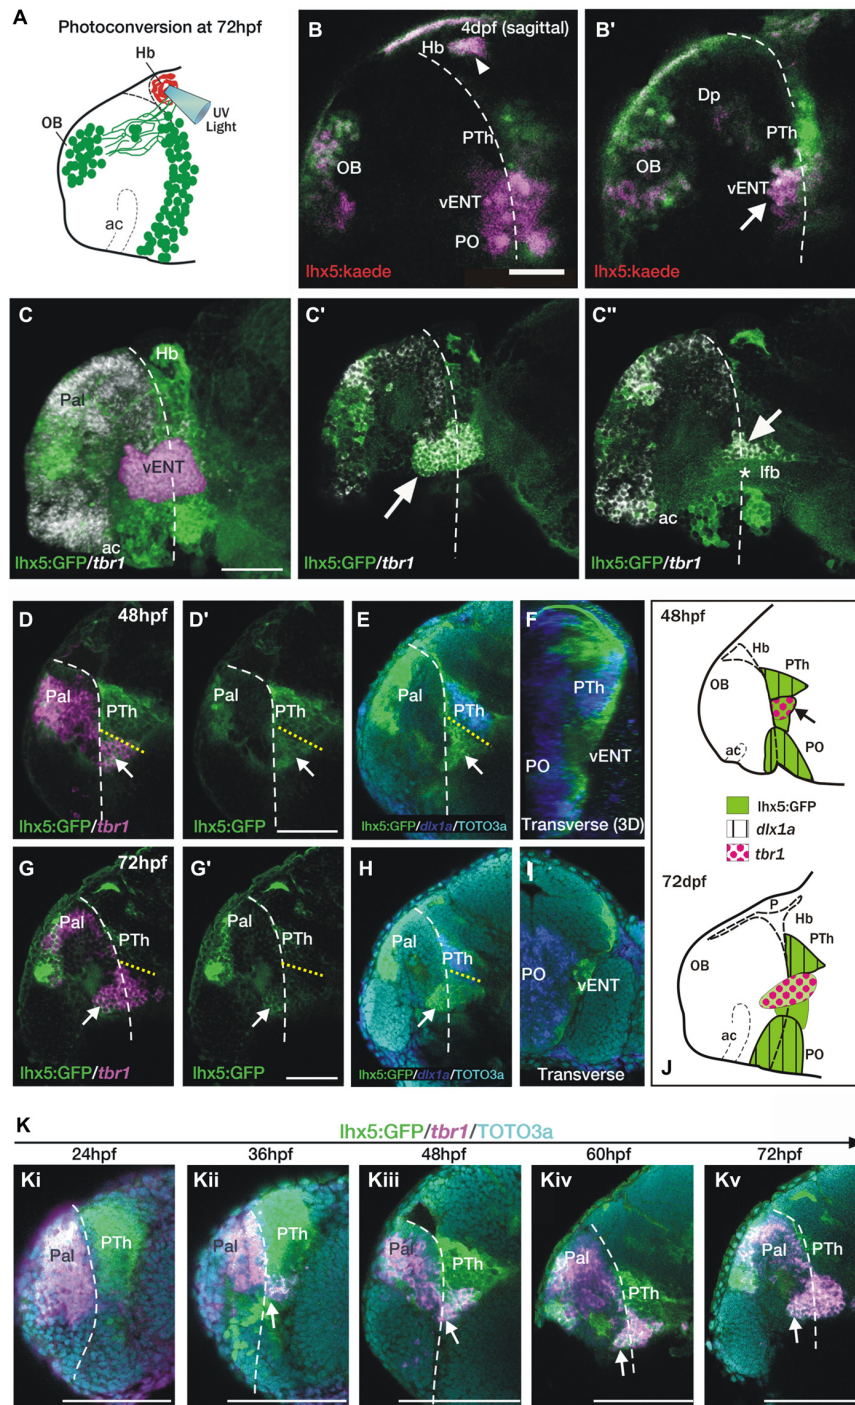 A
Photoconversion at 72hpf
Hb
UV
Light
OB
ac
B
4dpf (sagittal)
Hb
PTh
OB
vENT
PO
lhx5:kaede
B'
Dp
PTh
OB
vENT
lhx5:kaede
C
Hb
Pal
vENT
ac
lhx5:GFP/tbr1
C'
lhx5:GFP/tbr1
C"
*
lfb
ac
lhx5:GFP/tbr1
D
48hpf
Pal
PTh
lhx5:GFP/tbr1
D'
Pal
PTh
lhx5:GFP
E
Pal
PTh
lhx5:GFP/dlx1a/TOTO3a
F
PTh
vENT
PO
Transverse (3D)
G
72hpf
Pal
PTh
lhx5:GFP/tbr1
G'
Pal
PTh
lhx5:GFP
H
Pal
PTh
lhx5:GFP/dlx1a/TOTO3a
I
PO
vENT
Transverse
48hpf
Hb
PTh
OB
ac
PO
lhx5:GFP
dlx1a
tbr1
72dpf
P
Hb
PTh
OB
ac
PO
J
K
lhx5:GFP/tbr1/TOTO3a
24hpf
36hpf
48hpf
60hpf
72hpf
Ki
Pal
PTh
Kii
Pal
PTh
Kiii
Pal
PTh
Kiv
Pal
PTh
Kv
Pal
PTh